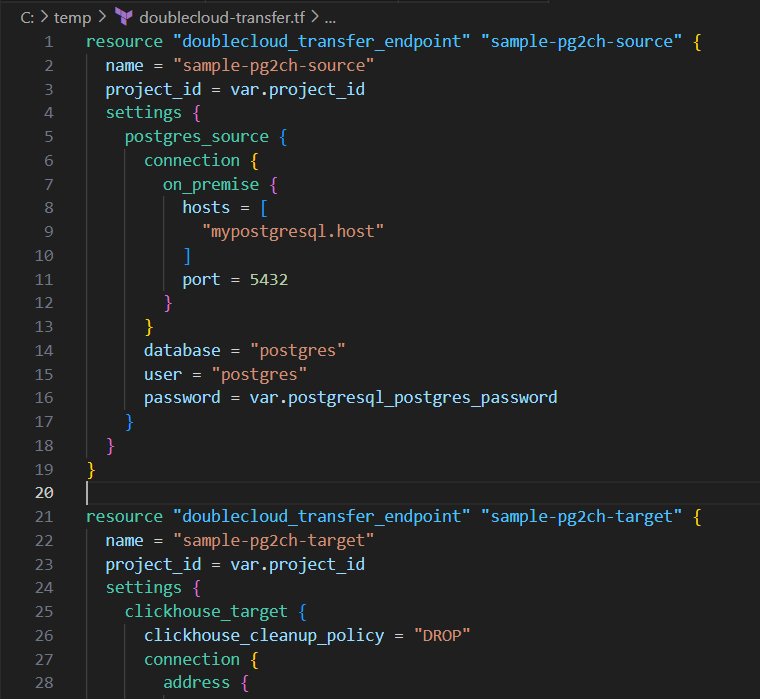 C: > temp > doublecloud-transfer.tf > ...
1 resource "doublecloud_transfer_endpoint" "sample-pg2ch-source" {
2 name = "sample-pg2ch-source"
3 project_id = var.project_id
4 settings {
5 postgres_source {
6 connection {
7 on_premise {
8 hosts = [
9 "mypostgresql.host"
10 ]
11 port = 5432
12 }
13 }
14 database = "postgres"
15 user = "postgres"
16 password = var.postgresql_postgres_password
17 }
18 }
19 }
20
21 resource "doublecloud_transfer_endpoint" "sample-pg2ch-target" {
22 name = "sample-pg2ch-target"
23 project_id = var.project_id
24 settings {
25 clickhouse_target {
26 clickhouse_cleanup_policy = "DROP"
27 connection {
28 address {